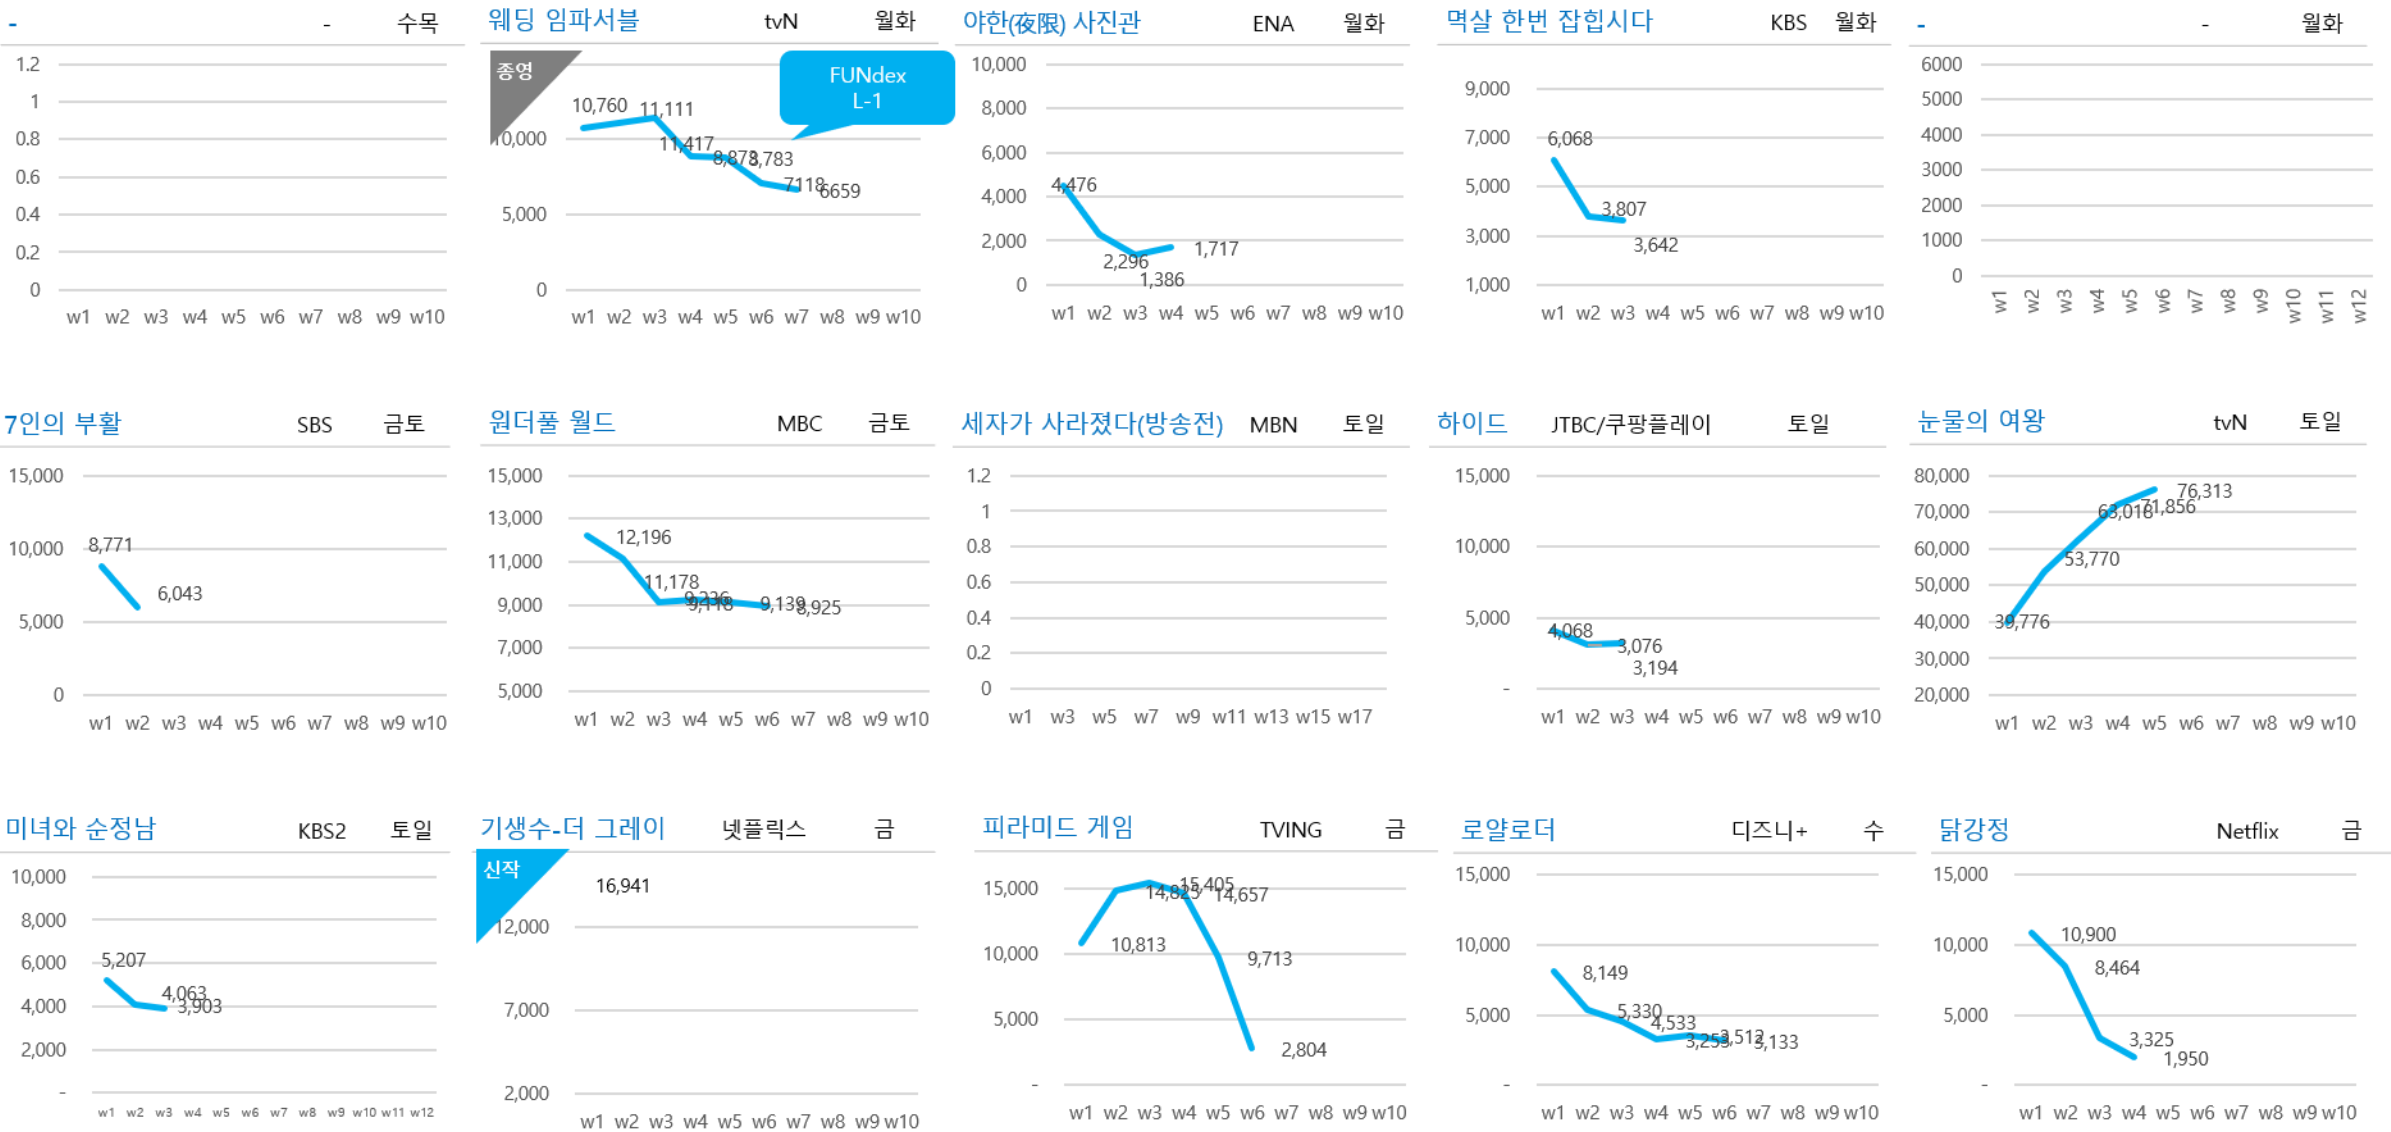 - - 수목
1.2
1
0.8
0.6
0.4
0.2
0
w1 w2 w3 w4 w5 w6 w7 w8 w9 w10
웨딩 임파서블 tvN 월화
종영
FUNdex
L-1
10,760 11,111
10,000
11,417 8,873 8,783
7118 6659
5,000
0
w1 w2 w3 w4 w5 w6 w7 w8 w9 w10
야한(夜限) 사진관 ENA 월화
10,000
8,000
6,000
4,476
4,000
2,000
2,296 1,717
1,386
0
w1 w2 w3 w4 w5 w6 w7 w8 w9 w10
멱살 한번 잡힙시다 KBS 월화
9,000
7,000
6,068
5,000
3,807
3,000
3,642
1,000
w1 w2 w3 w4 w5 w6 w7 w8 w9 w10
- - 월화
6000
5000
4000
3000
2000
1000
0
w1 w2 w3 w4 w5 w6 w7 w8 w9 w10 w11 w12
7인의 부활 SBS 금토
15,000
10,000
8,771
6,043
5,000
0
w1 w2 w3 w4 w5 w6 w7 w8 w9 w10
원더풀 월드 MBC 금토
15,000
13,000
12,196
11,000
11,178
9,000
9,118 9,236 9,139 8,925
7,000
5,000
w1 w2 w3 w4 w5 w6 w7 w8 w9 w10
세자가 사라졌다(방송전) MBN 토일
1.2
1
0.8
0.6
0.4
0.2
0
w1 w3 w5 w7 w9 w11 w13 w15 w17
하이드 JTBC/쿠팡플레이 토일
15,000
10,000
5,000
4,068 3,076
3,194
-
w1 w2 w3 w4 w5 w6 w7 w8 w9 w10
눈물의 여왕 tvN 토일
80,000
76,313
70,000
63,018 71,856
60,000
53,770
50,000
40,000
39,776
30,000
20,000
w1 w2 w3 w4 w5 w6 w7 w8 w9 w10
미녀와 순정남 KBS2 토일
10,000
8,000
6,000
5,207
4,063
4,000
3,903
2,000
-
w1 w2 w3 w4 w5 w6 w7 w8 w9 w10 w11 w12
기생수-더 그레이 넷플릭스 금
신작
16,941
12,000
7,000
2,000
w1 w2 w3 w4 w5 w6 w7 w8 w9 w10
피라미드 게임 TVING 금
15,000
14,825 15,405 14,657
10,813
10,000
9,713
5,000
2,804
-
w1 w2 w3 w4 w5 w6 w7 w8 w9 w10
로얄로더 디즈니+ 수
15,000
10,000
8,149
5,000
5,330
4,533
3,253 3,512 3,133
-
w1 w2 w3 w4 w5 w6 w7 w8 w9 w10
닭강정 Netflix 금
15,000
10,900
10,000
8,464
5,000
3,325
1,950
-
w1 w2 w3 w4 w5 w6 w7 w8 w9 w10